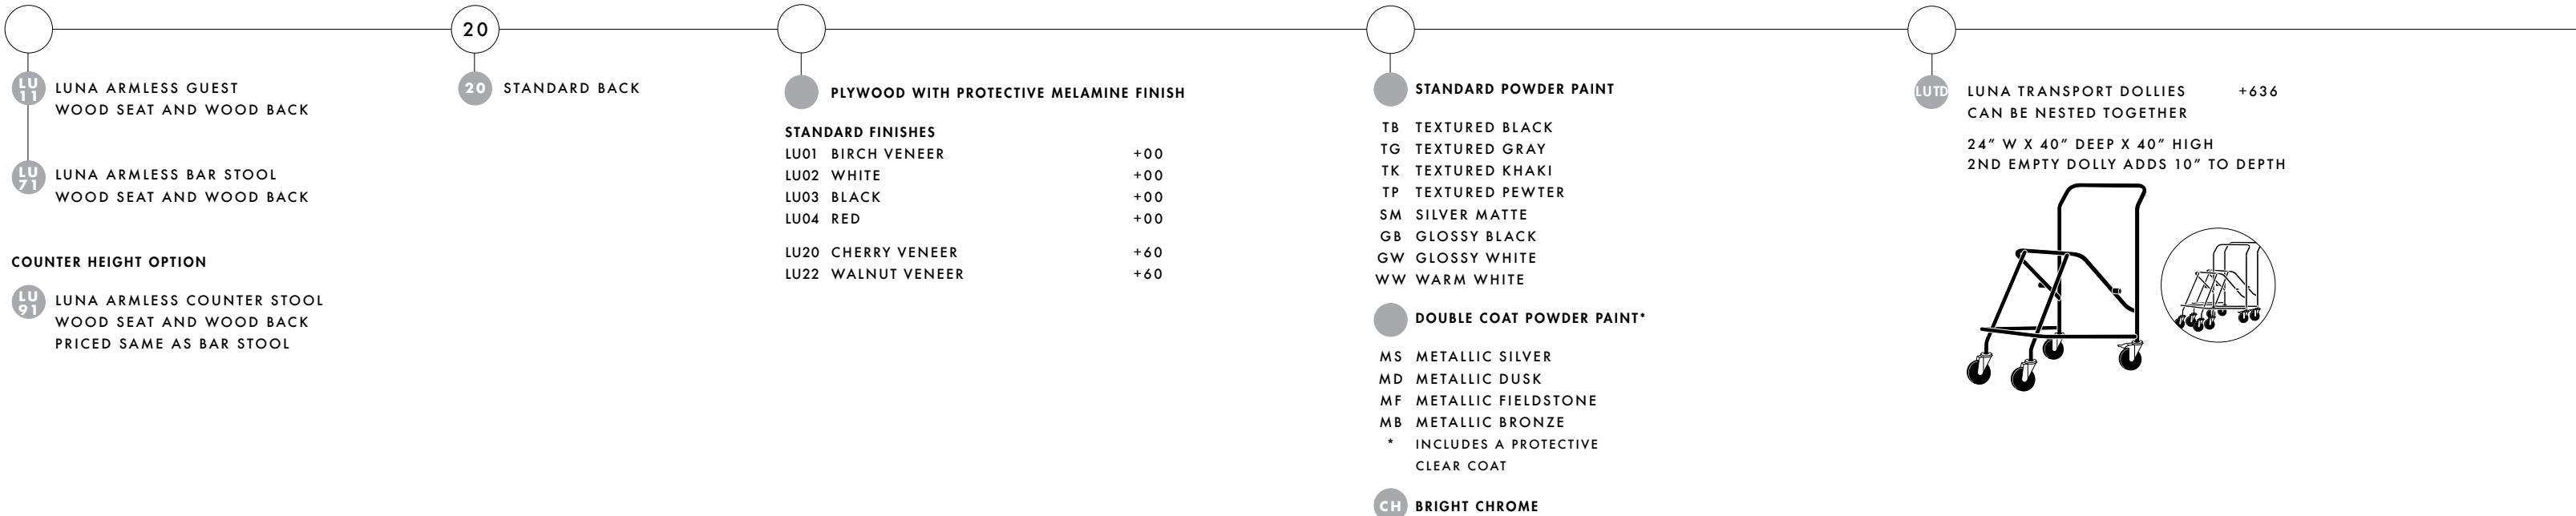 20
LU
11
LUNA ARMLESS GUEST
WOOD SEAT AND WOOD BACK
LU
71
LUNA ARMLESS BAR STOOL
WOOD SEAT AND WOOD BACK
COUNTER HEIGHT OPTION
LU
91
LUNA ARMLESS COUNTER STOOL
WOOD SEAT AND WOOD BACK
PRICED SAME AS BAR STOOL
20 STANDARD BACK
PLYWOOD WITH PROTECTIVE MELAMINE FINISH
STANDARD FINISHES
LU01 BIRCH VENEER +00
LU02 WHITE +00
LU03 BLACK +00
LU04 RED +00
LU20 CHERRY VENEER +60
LU22 WALNUT VENEER +60
STANDARD POWDER PAINT
TB TEXTURED BLACK
TG TEXTURED GRAY
TK TEXTURED KHAKI
TP TEXTURED PEWTER
SM SILVER MATTE
GB GLOSSY BLACK
GW GLOSSY WHITE
WW WARM WHITE
DOUBLE COAT POWDER PAINT*
MS METALLIC SILVER
MD METALLIC DUSK
MF METALLIC FIELDSTONE
MB METALLIC BRONZE
* INCLUDES A PROTECTIVE
CLEAR COAT
CH BRIGHT CHROME
LUTD LUNA TRANSPORT DOLLIES +636
CAN BE NESTED TOGETHER
24″ W X 40″ DEEP X 40″ HIGH
2ND EMPTY DOLLY ADDS 10″ TO DEPTH